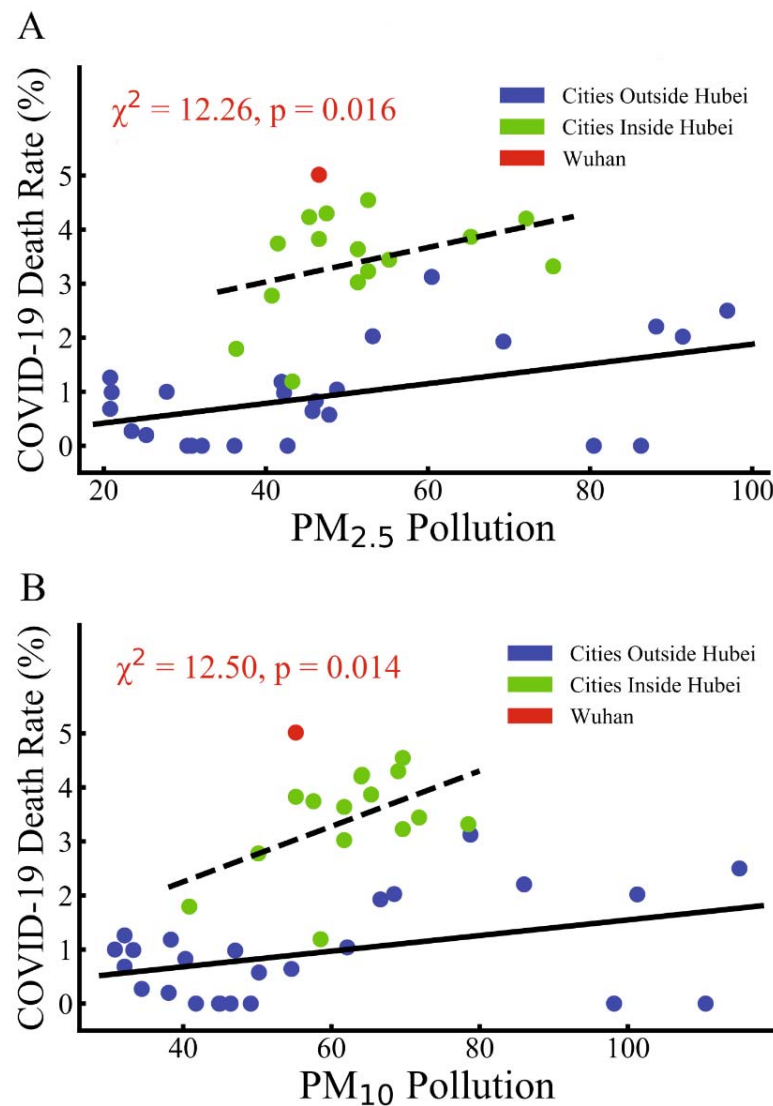 A
COVID-19 Death Rate (%)
χ² = 12.26, p = 0.016
Cities Outside Hubei
Cities Inside Hubei
Wuhan
5
4
3
2
1
0
20 40 60 80 100
PM₂.₅ Pollution
B
COVID-19 Death Rate (%)
χ² = 12.50, p = 0.014
Cities Outside Hubei
Cities Inside Hubei
Wuhan
5
4
3
2
1
0
40 60 80 100
PM₁₀ Pollution